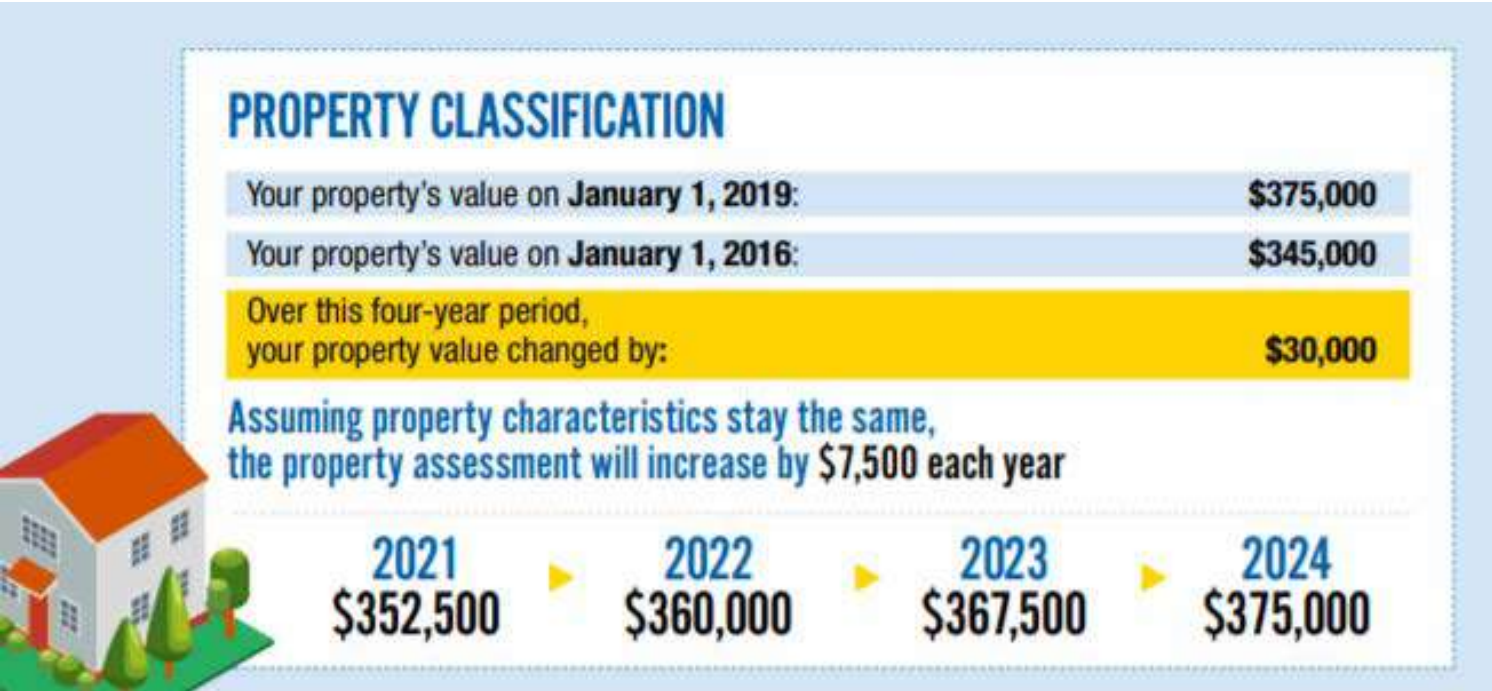 PROPERTY CLASSIFICATION
Your property's value on January 1, 2019: $375,000
Your property's value on January 1, 2016: $345,000
Over this four-year period,
your property value changed by: $30,000
Assuming property characteristics stay the same,
the property assessment will increase by $7,500 each year
2021 2022 2023 2024
$352,500 $360,000 $367,500 $375,000